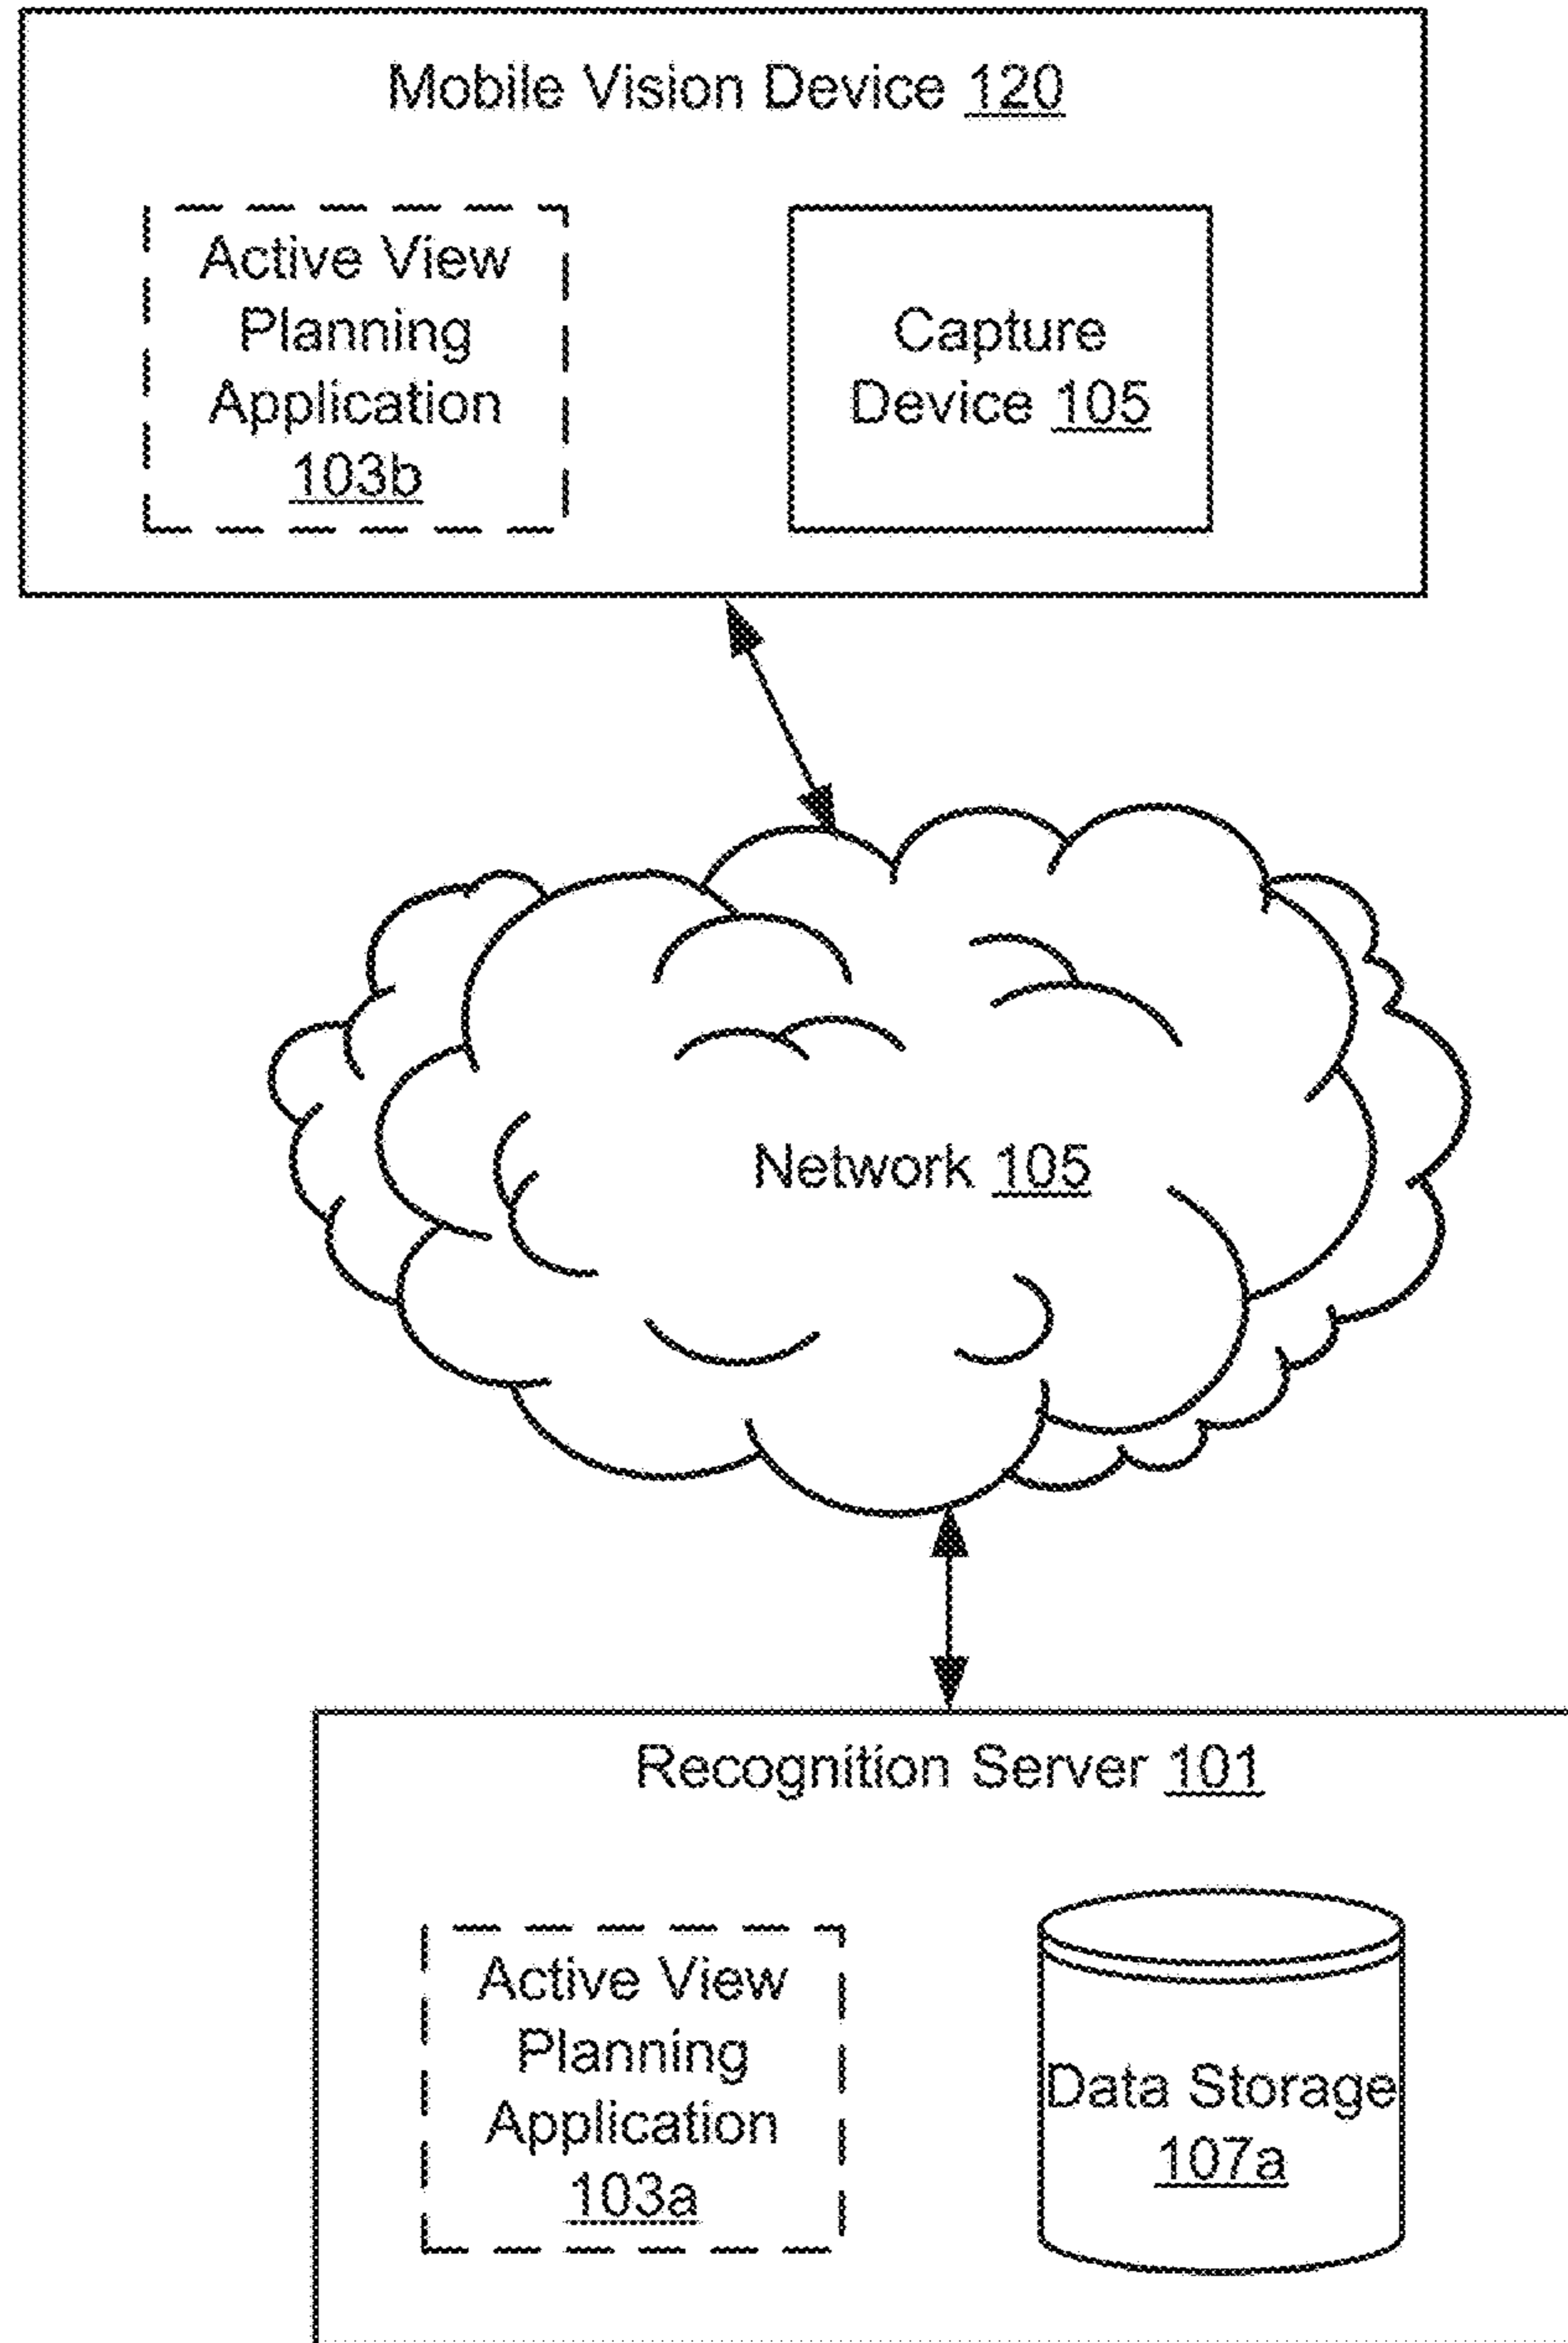 Mobile Vision Device 120
Active View
Planning
Application
103b
Capture
Device 105
Network 105
Recognition Server 101
Active View
Planning
Application
103a
Data Storage
107a